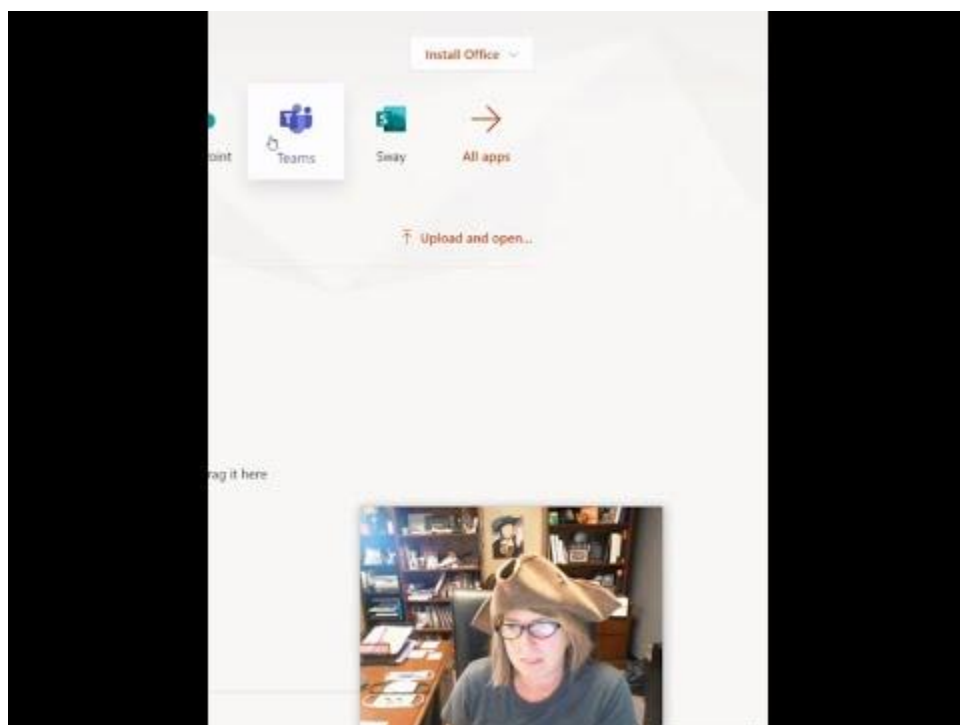 Install Office
oint
Teams
Sway
All apps
Upload and open...
rag it here